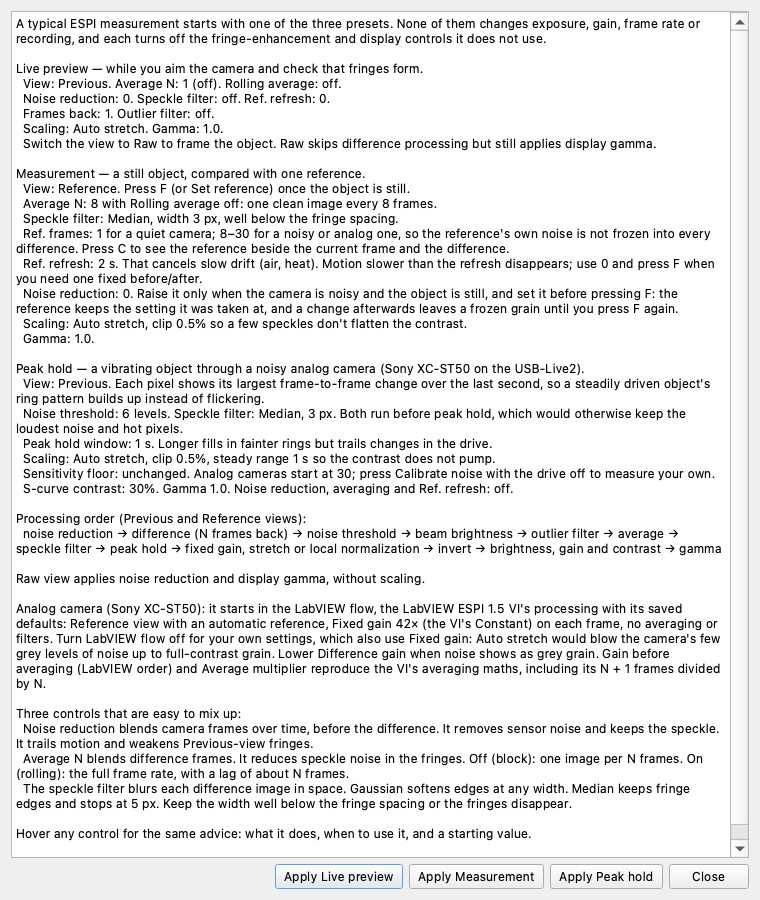 A typical ESPI measurement starts with one of the three presets. None of them changes exposure, gain, frame rate or
recording, and each turns off the fringe-enhancement and display controls it does not use.
Live preview — while you aim the camera and check that fringes form.
View: Previous. Average N: 1 (off). Rolling average: off.
Noise reduction: 0. Speckle filter: off. Ref. refresh: 0.
Frames back: 1. Outlier filter: off.
Scaling: Auto stretch. Gamma: 1.0.
Switch the view to Raw to frame the object. Raw skips difference processing but still applies display gamma.
Measurement — a still object, compared with one reference.
View: Reference. Press F (or Set reference) once the object is still.
Average N: 8 with Rolling average off: one clean image every 8 frames.
Speckle filter: Median, width 3 px, well below the fringe spacing.
Ref. frames: 1 for a quiet camera; 8–30 for a noisy or analog one, so the reference's own noise is not frozen into every
difference. Press C to see the reference beside the current frame and the difference.
Ref. refresh: 2 s. That cancels slow drift (air, heat). Motion slower than the refresh disappears; use 0 and press F when
you need one fixed before/after.
Noise reduction: 0. Raise it only when the camera is noisy and the object is still, and set it before pressing F: the
reference keeps the setting it was taken at, and a change afterwards leaves a frozen grain until you press F again.
Scaling: Auto stretch, clip 0.5% so a few speckles don't flatten the contrast.
Gamma: 1.0.
Peak hold — a vibrating object through a noisy analog camera (Sony XC-ST50 on the USB-Live2).
View: Previous. Each pixel shows its largest frame-to-frame change over the last second, so a steadily driven object's
ring pattern builds up instead of flickering.
Noise threshold: 6 levels. Speckle filter: Median, 3 px. Both run before peak hold, which would otherwise keep the
loudest noise and hot pixels.
Peak hold window: 1 s. Longer fills in fainter rings but trails changes in the drive.
Scaling: Auto stretch, clip 0.5%, steady range 1 s so the contrast does not pump.
Sensitivity floor: unchanged. Analog cameras start at 30; press Calibrate noise with the drive off to measure your own.
S-curve contrast: 30%. Gamma 1.0. Noise reduction, averaging and Ref. refresh: off.
Processing order (Previous and Reference views):
noise reduction → difference (N frames back) → noise threshold → beam brightness → outlier filter → average →
speckle filter → peak hold → fixed gain, stretch or local normalization → invert → brightness, gain and contrast → gamma
Raw view applies noise reduction and display gamma, without scaling.
Analog camera (Sony XC-ST50): it starts in the LabVIEW flow, the LabVIEW ESPI 1.5 VI's processing with its saved
defaults: Reference view with an automatic reference, Fixed gain 42× (the VI's Constant) on each frame, no averaging or
filters. Turn LabVIEW flow off for your own settings, which also use Fixed gain: Auto stretch would blow the camera's few
grey levels of noise up to full-contrast grain. Lower Difference gain when noise shows as grey grain. Gain before
averaging (LabVIEW order) and Average multiplier reproduce the VI's averaging maths, including its N + 1 frames divided
by N.
Three controls that are easy to mix up:
Noise reduction blends camera frames over time, before the difference. It removes sensor noise and keeps the speckle.
It trails motion and weakens Previous-view fringes.
Average N blends difference frames. It reduces speckle noise in the fringes. Off (block): one image per N frames. On
(rolling): the full frame rate, with a lag of about N frames.
The speckle filter blurs each difference image in space. Gaussian softens edges at any width. Median keeps fringe
edges and stops at 5 px. Keep the width well below the fringe spacing or the fringes disappear.
Hover any control for the same advice: what it does, when to use it, and a starting value.
Apply Live preview Apply Measurement Apply Peak hold Close